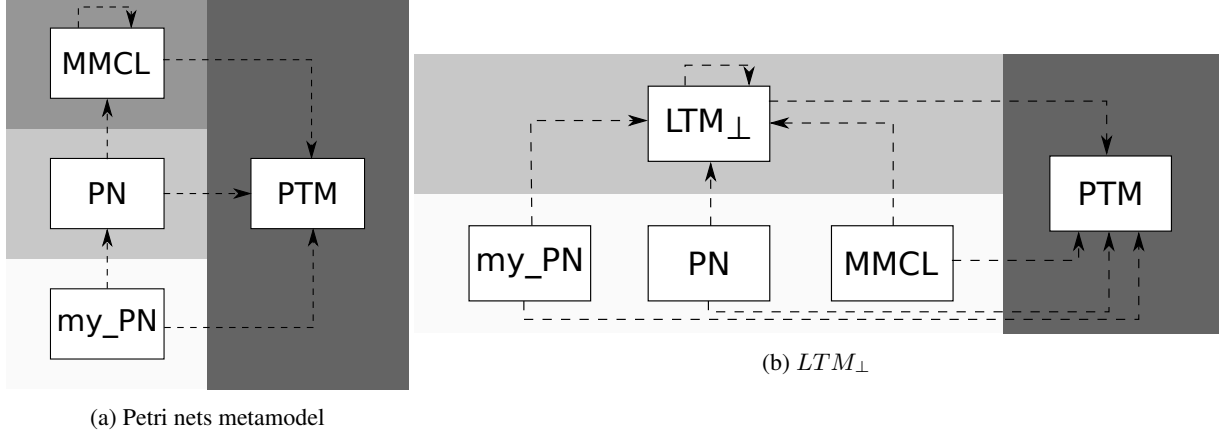 MMCL
PN
PTM
my_PN
(a) Petri nets metamodel
LTM⊥
PTM
my_PN
PN
MMCL
(b) LTM⊥